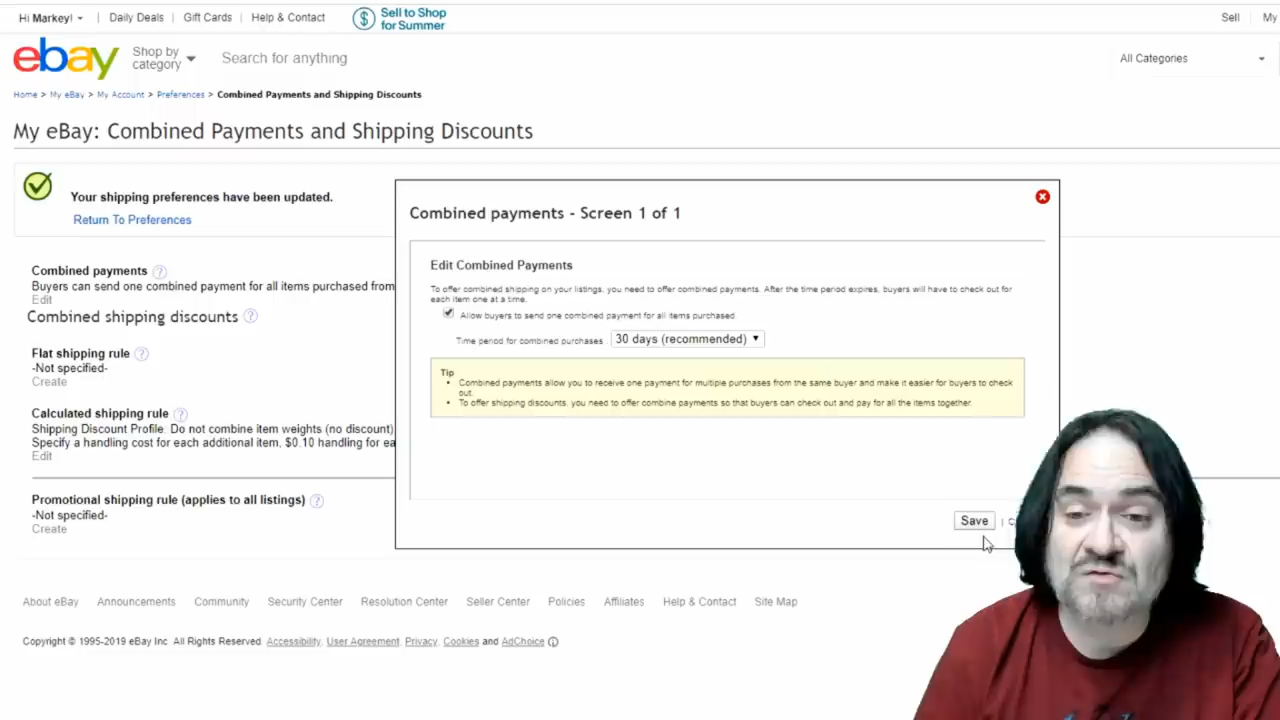 Hi Markey!
Daily Deals
Gift Cards
Help & Contact
$
Sell to Shop
for Summer
Sell
My
ebay
Shop by
category
Search for anything
All Categories
Home > My eBay > My Account > Preferences > Combined Payments and Shipping Discounts
My eBay: Combined Payments and Shipping Discounts
Your shipping preferences have been updated.
Return To Preferences
Combined payments ?
Buyers can send one combined payment for all items purchased from
Edit
Combined shipping discounts ?
Flat shipping rule ?
-Not specified-
Create
Calculated shipping rule ?
Shipping Discount Profile: Do not combine item weights (no discount)
Specify a handling cost for each additional item, $0.10 handling for ea
Edit
Promotional shipping rule (applies to all listings) ?
-Not specified-
Create
Combined payments - Screen 1 of 1
Edit Combined Payments
To offer combined shipping on your listings, you need to offer combined payments. After the time period expires, buyers will have to check out for
each item one at a time.
Allow buyers to send one combined payment for all items purchased.
Time period for combined purchases
30 days (recommended)
Tip
• Combined payments allow you to receive one payment for multiple purchases from the same buyer and make it easier for buyers to check
out.
• To offer shipping discounts, you need to offer combine payments so that buyers can check out and pay for all the items together.
Save | C
About eBay
Announcements
Community
Security Center
Resolution Center
Seller Center
Policies
Affiliates
Help & Contact
Site Map
Copyright © 1995-2019 eBay Inc. All Rights Reserved. Accessibility, User Agreement, Privacy, Cookies and AdChoice